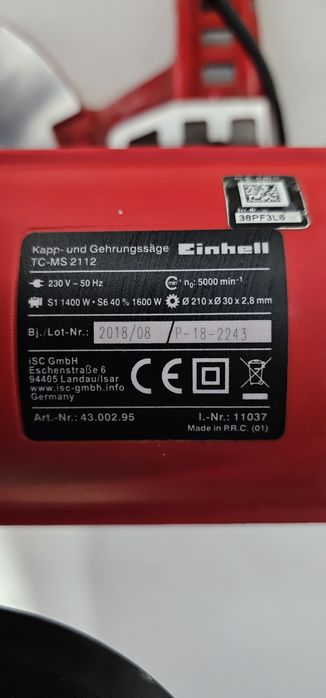 38PF3L6
Kapp- und Gehrungssäge Einhell
TC-MS 2112
230 V ~ 50 Hz min⁻¹ n₀: 5000 min⁻¹
S1 1400 W • S6 40% 1600 W Ø 210 x Ø 30 x 2,8 mm
Bj./Lot-Nr.: 2018/08 / P-18-2243
iSC GmbH
Eschenstraße 6
94405 Landau/Isar
www.isc-gmbh.info
Germany
CE
Art.-Nr.: 43.002.95 I.-Nr.: 11037
Made in P.R.C. (01)